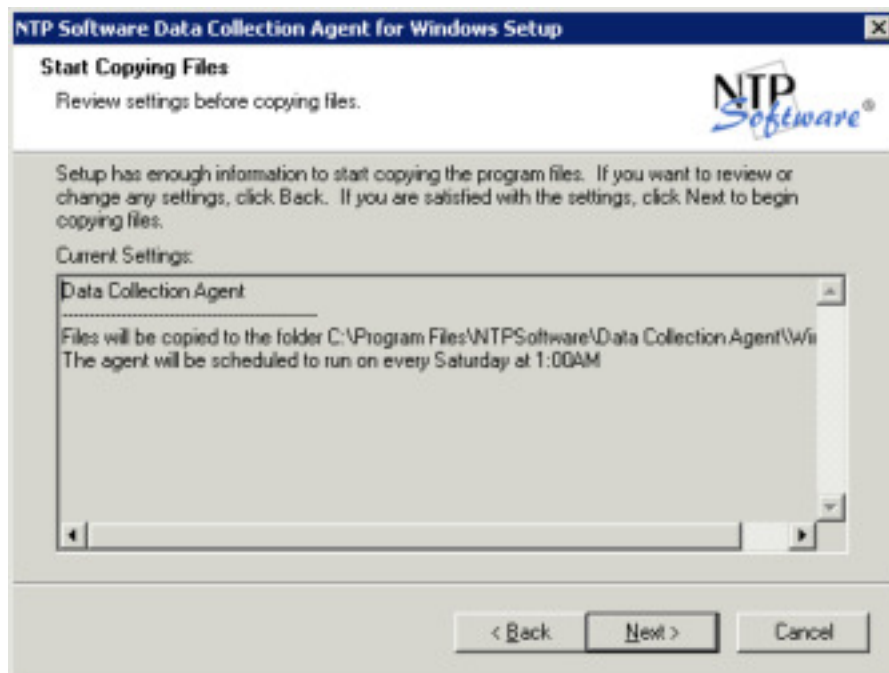 NTP Software Data Collection Agent for Windows Setup
Start Copying Files
Review settings before copying files.
NTP
Software®
Setup has enough information to start copying the program files. If you want to review or
change any settings, click Back. If you are satisfied with the settings, click Next to begin
copying files.
Current Settings:
Data Collection Agent
----------------------------------------
Files will be copied to the folder C:\Program Files\NTPSoftware\Data Collection Agent\\Win
The agent will be scheduled to run on every Saturday at 1:00AM
< Back
Next >
Cancel